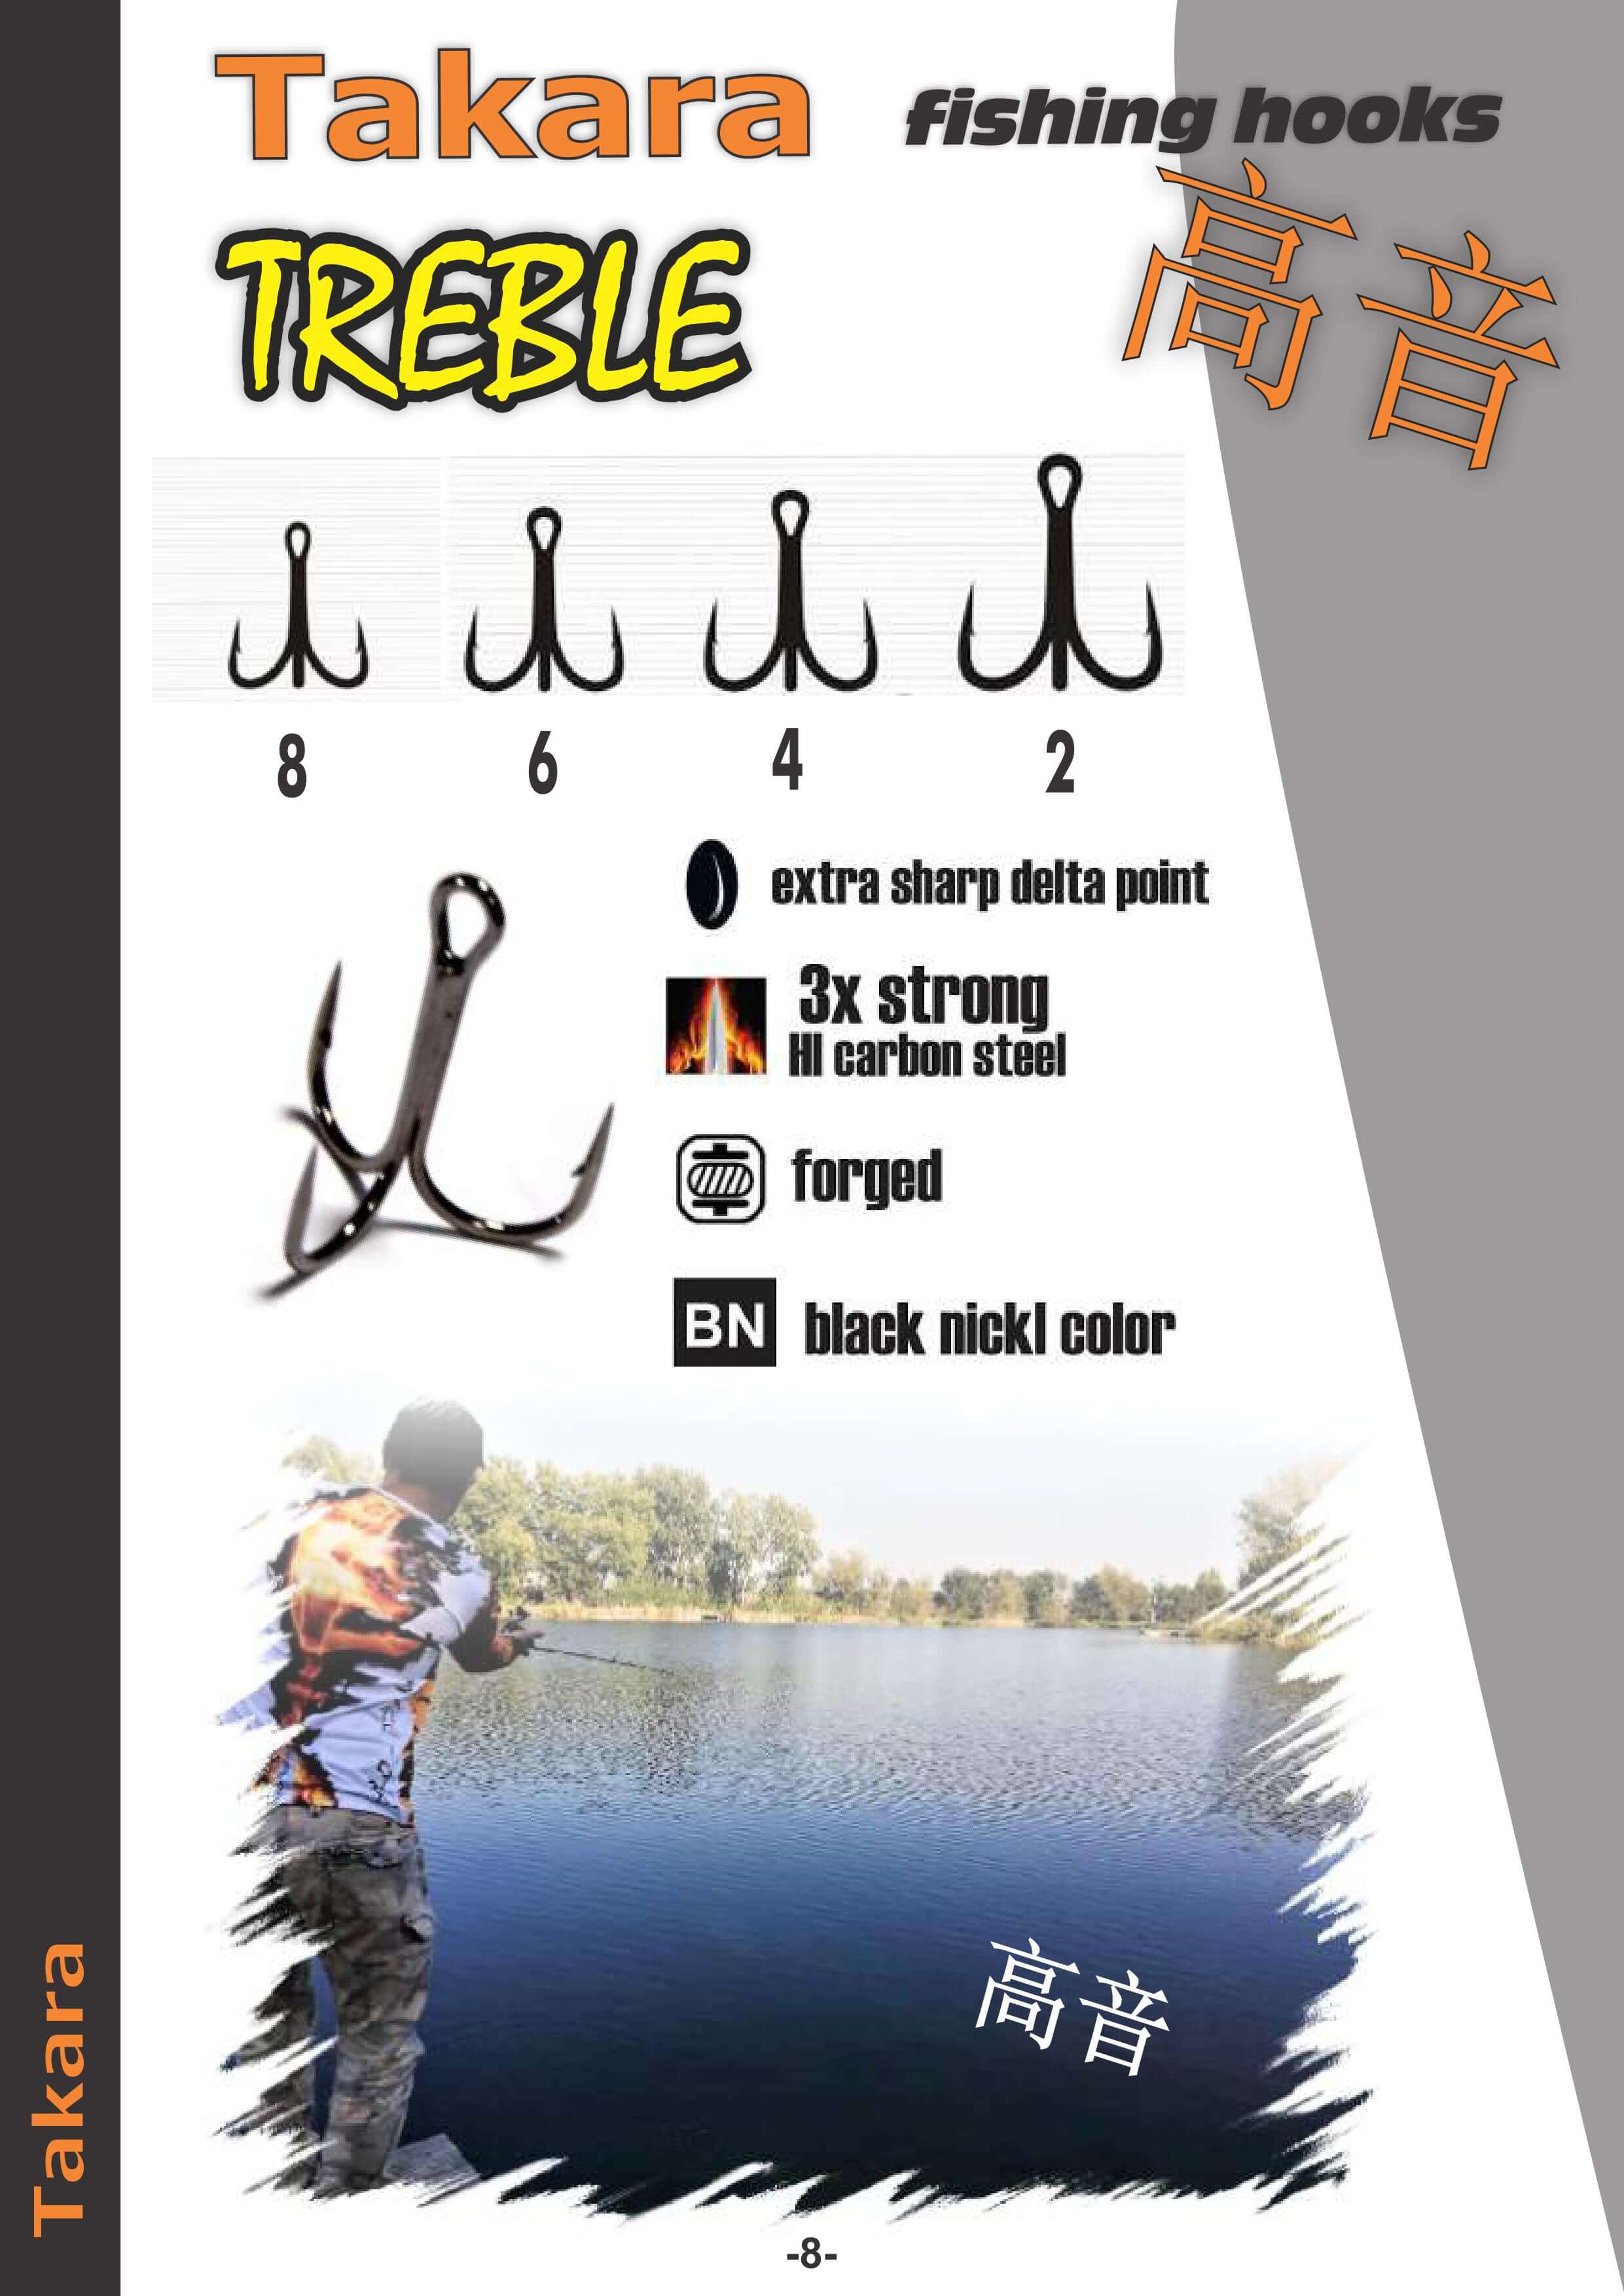 Takara
fishing hooks
高音
TREBLE
8
6
4
2
extra sharp delta point
3x strong
HI carbon steel
forged
BN black nickl color
高音
Takara
-8-